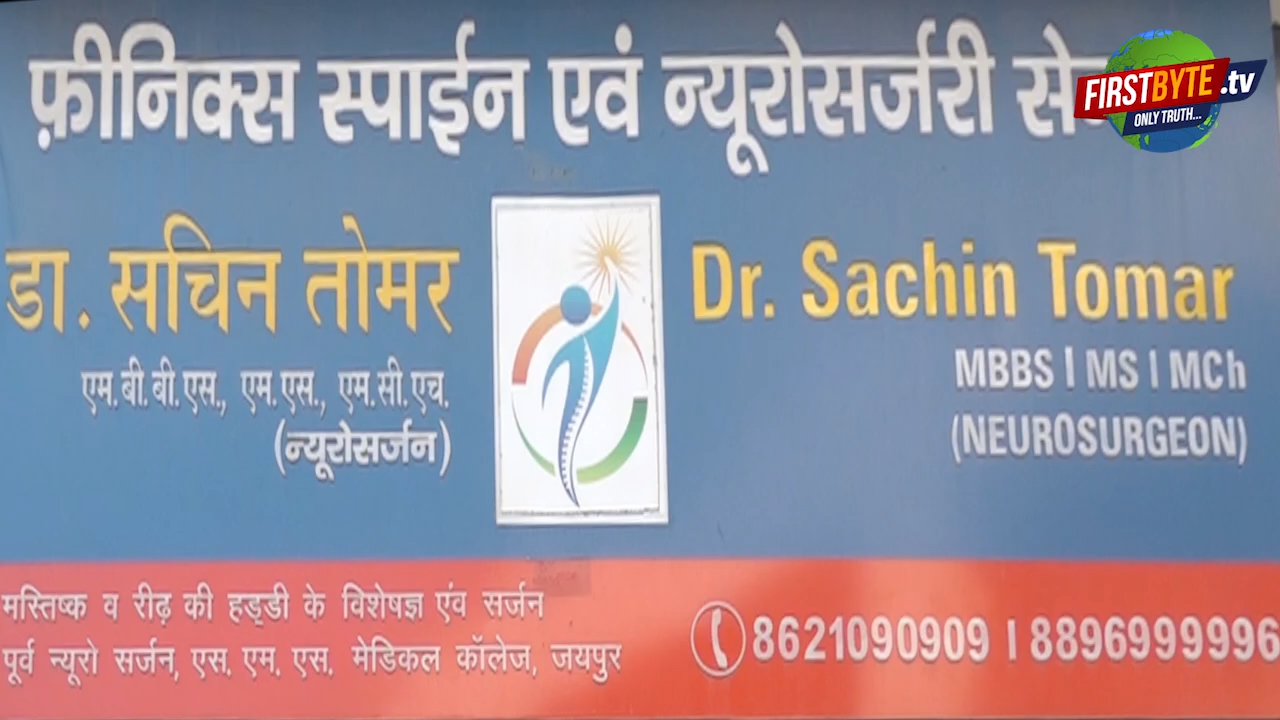 फ़ीनिक्स स्पाईन एवं न्यूरोसर्जरी
FIRSTBYTE.tv
ONLY TRUTH...
डा. सचिन तोमर
एम.बी.बी.एस., एम.एस., एम.सी.एच.
(न्यूरोसर्जन)
Dr. Sachin Tomar
MBBS | MS | MCh
(NEUROSURGEON)
मस्तिष्क व रीढ़ की हड्डी के विशेषज्ञ एंव सर्जन
पूर्व न्यूरो सर्जन, एस. एम. एस. मेडिकल कॉलेज, जयपुर
8621090909 | 8896999996